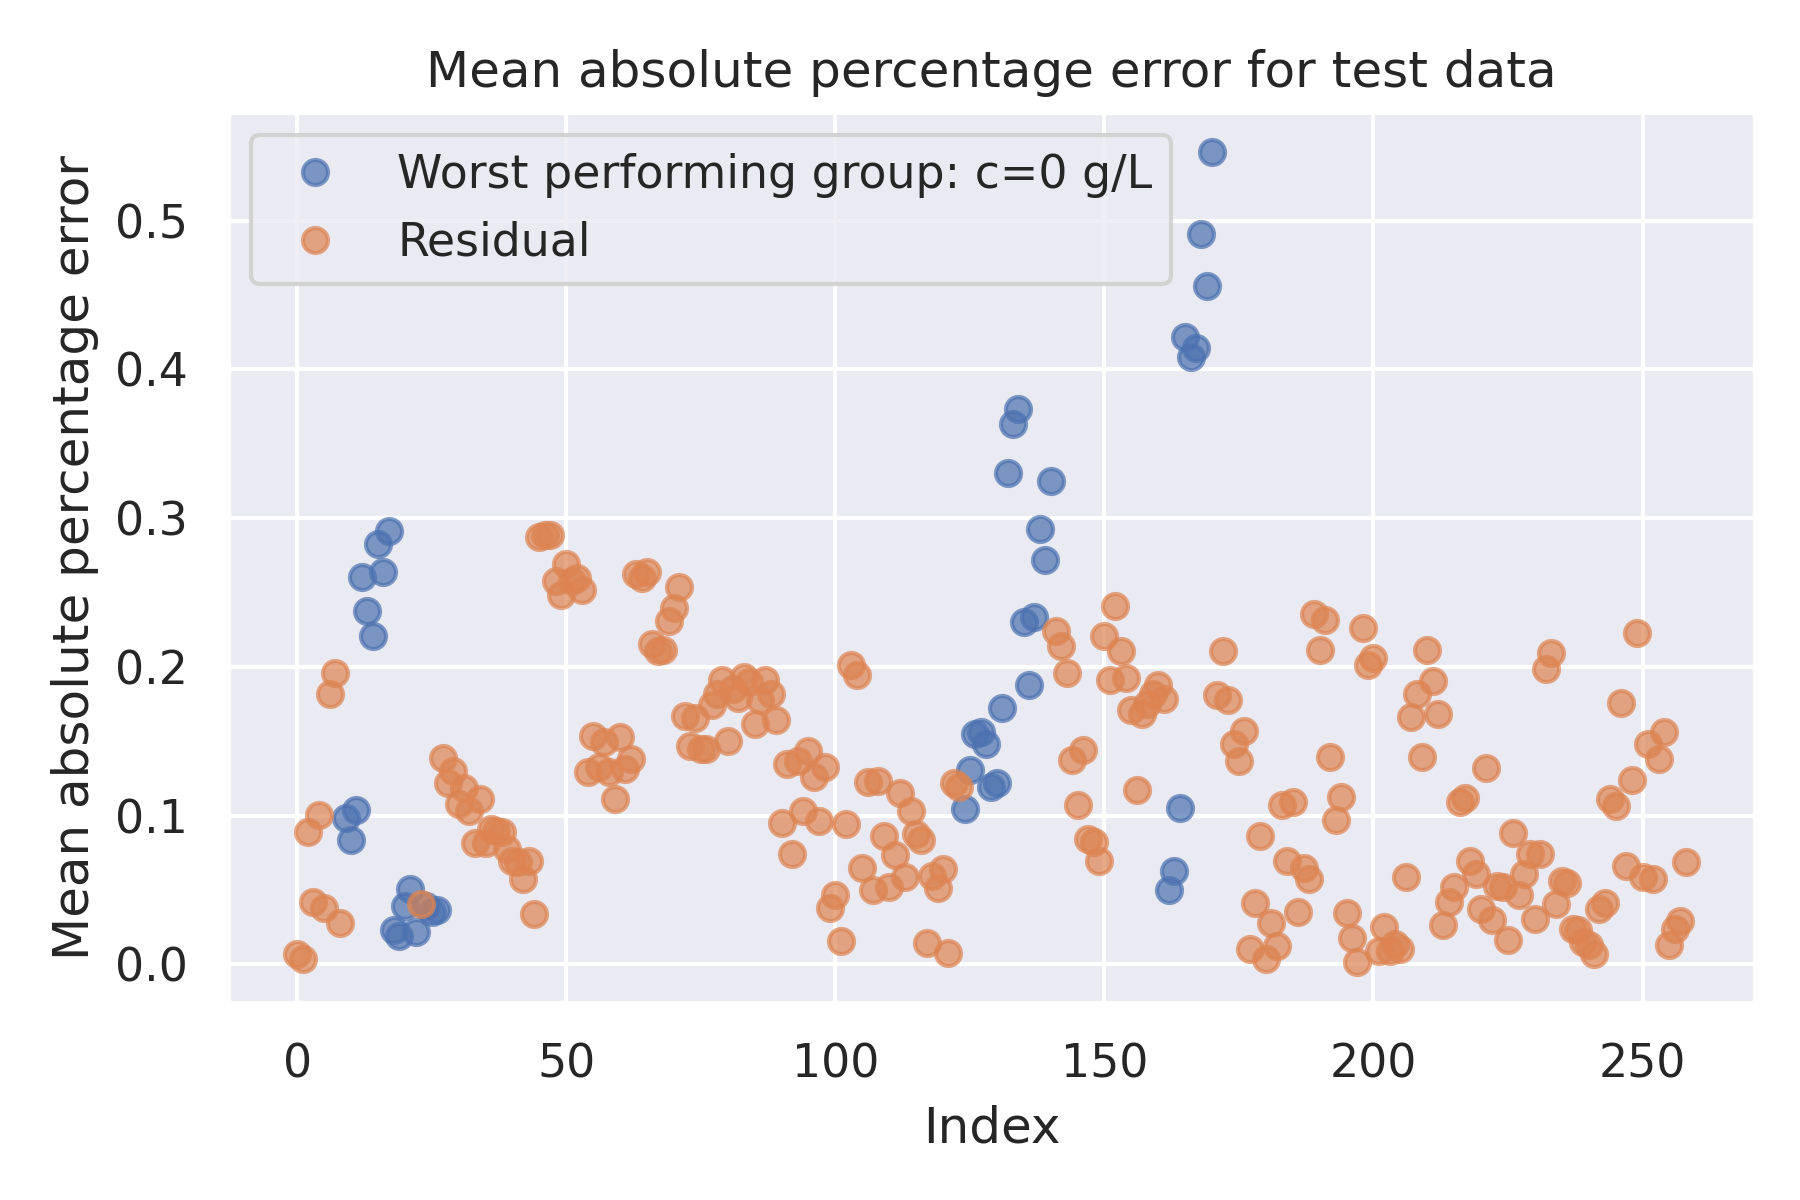 Mean absolute percentage error for test data
Worst performing group: c=0 g/L
Residual
Mean absolute percentage error
0.5
0.4
0.3
0.2
0.1
0.0
0 50 100 150 200 250
Index